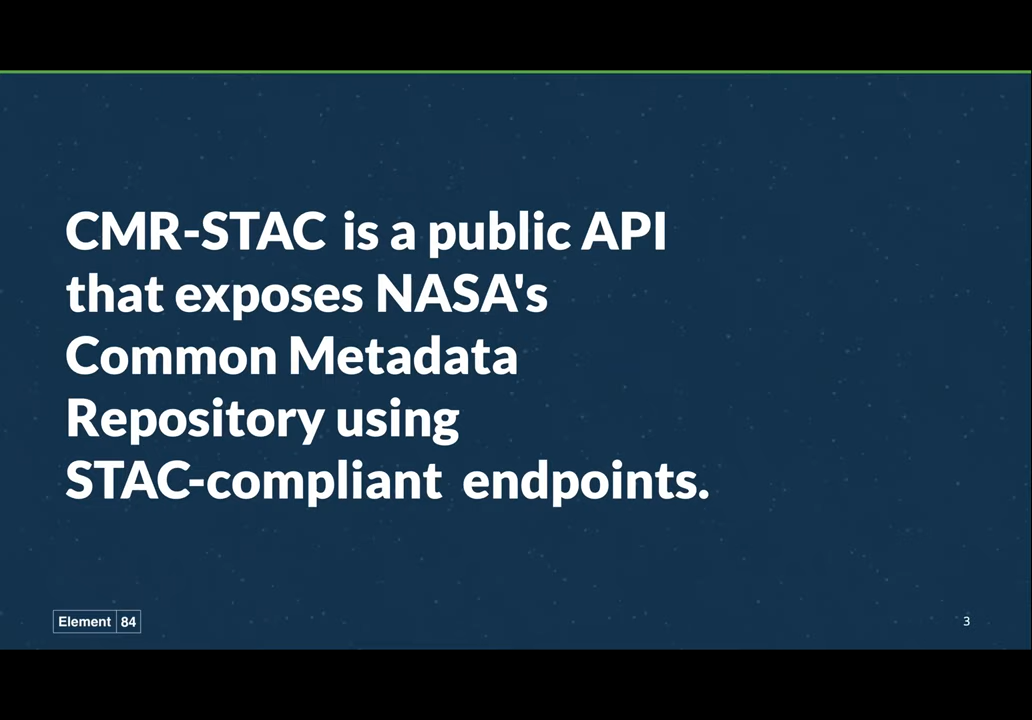 CMR-STAC is a public API
that exposes NASA's
Common Metadata
Repository using
STAC-compliant endpoints.
Element 84
3